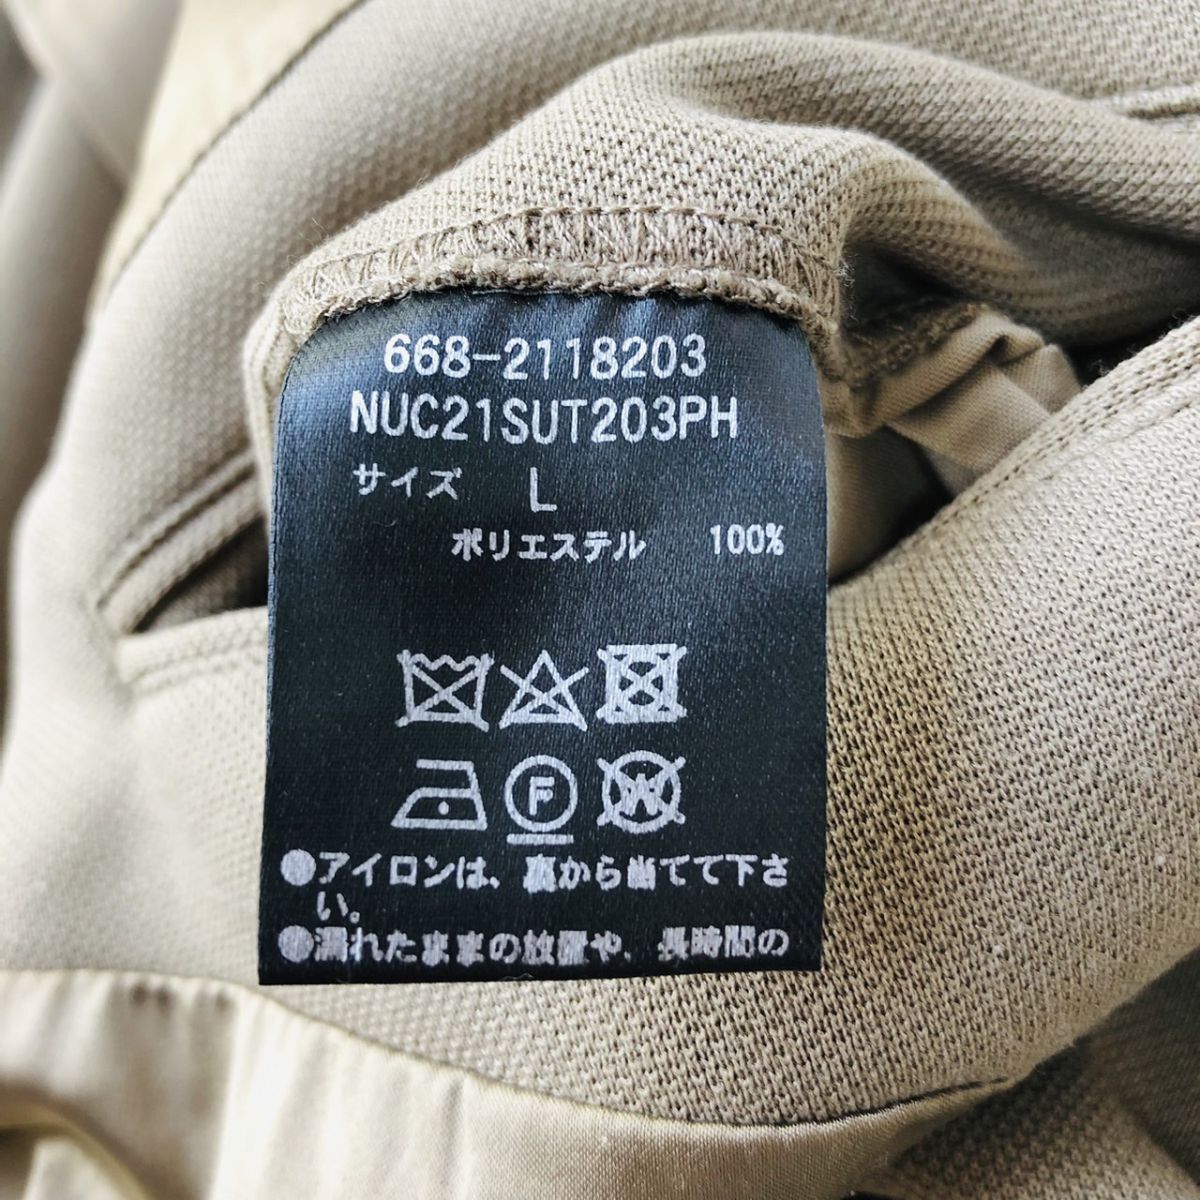 668-2118203
NUC21SUT203PH
サイズ L
ポリエステル 100%
F
W
●アイロンは、裏から当てて下さ
い。
●濡れたままの放置や、長時間の